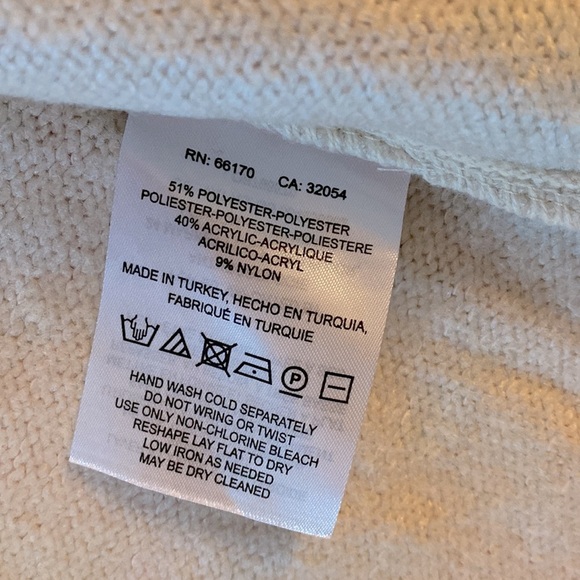 RN: 66170 CA: 32054
51% POLYESTER-POLYESTER
POLIESTER-POLYESTER-POLIESTERE
40% ACRYLIC-ACRYLIQUE
ACRILICO-ACRYL
9% NYLON
MADE IN TURKEY, HECHO EN TURQUIA,
FABRIQUÉ EN TURQUIE
P
HAND WASH COLD SEPARATELY
DO NOT WRING OR TWIST
USE ONLY NON-CHLORINE BLEACH
RESHAPE LAY FLAT TO DRY
LOW IRON AS NEEDED
MAY BE DRY CLEANED